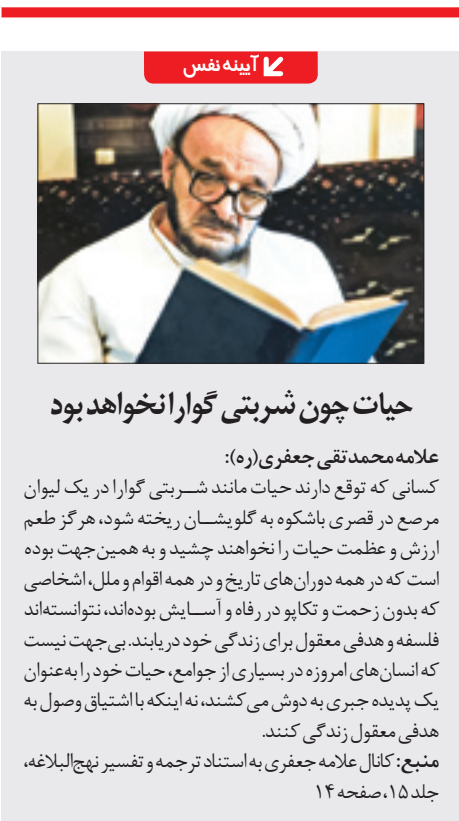 آیینه نفس
حیات چون شربتی گوارا نخواهد بود
علامه محمدتقی جعفری(ره):
کسانی که توقع دارند حیات مانند شــربتی گوارا در یک لیوان
مرصع در قصری باشکوه به گلویشــان ریخته شود، هرگز طعم
ارزش و عظمت حیات را نخواهند چشید و به همین جهت بوده
است که در همه دوران‌های تاریخ و در همه اقوام و ملل، اشخاصی
که بدون زحمت و تکاپو در رفاه و آســایش بوده‌اند، نتوانسته‌اند
فلسفه و هدفی معقول برای زندگی خود دریابند. بی‌جهت نیست
که انسان‌های امروزه در بسیاری از جوامع، حیات خود را به‌عنوان
یک پدیده جبری به دوش می‌کشند، نه اینکه با اشتیاق وصول به
هدفی معقول زندگی کنند.
منبع: کانال علامه جعفری به استناد ترجمه و تفسیر نهج‌البلاغه،
جلد ۱۵، صفحه ۱۴